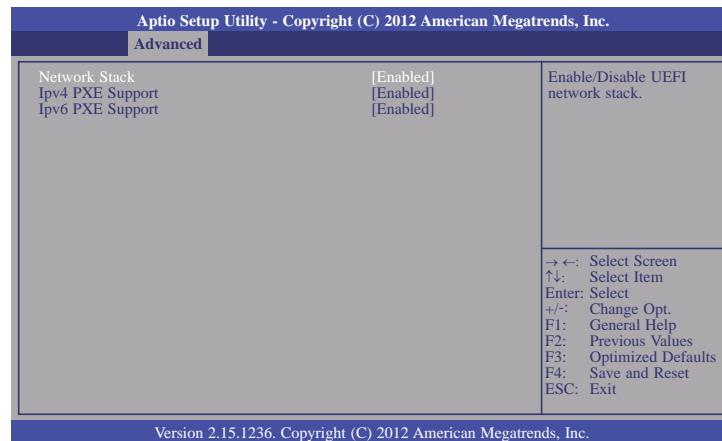 Aptio Setup Utility - Copyright (C) 2012 American Megatrends, Inc.
Advanced
Network Stack [Enabled]
Ipv4 PXE Support [Enabled]
Ipv6 PXE Support [Enabled]
Enable/Disable UEFI
network stack.
→ ←: Select Screen
↑↓: Select Item
Enter: Select
+/-: Change Opt.
F1: General Help
F2: Previous Values
F3: Optimized Defaults
F4: Save and Reset
ESC: Exit
Version 2.15.1236. Copyright (C) 2012 American Megatrends, Inc.